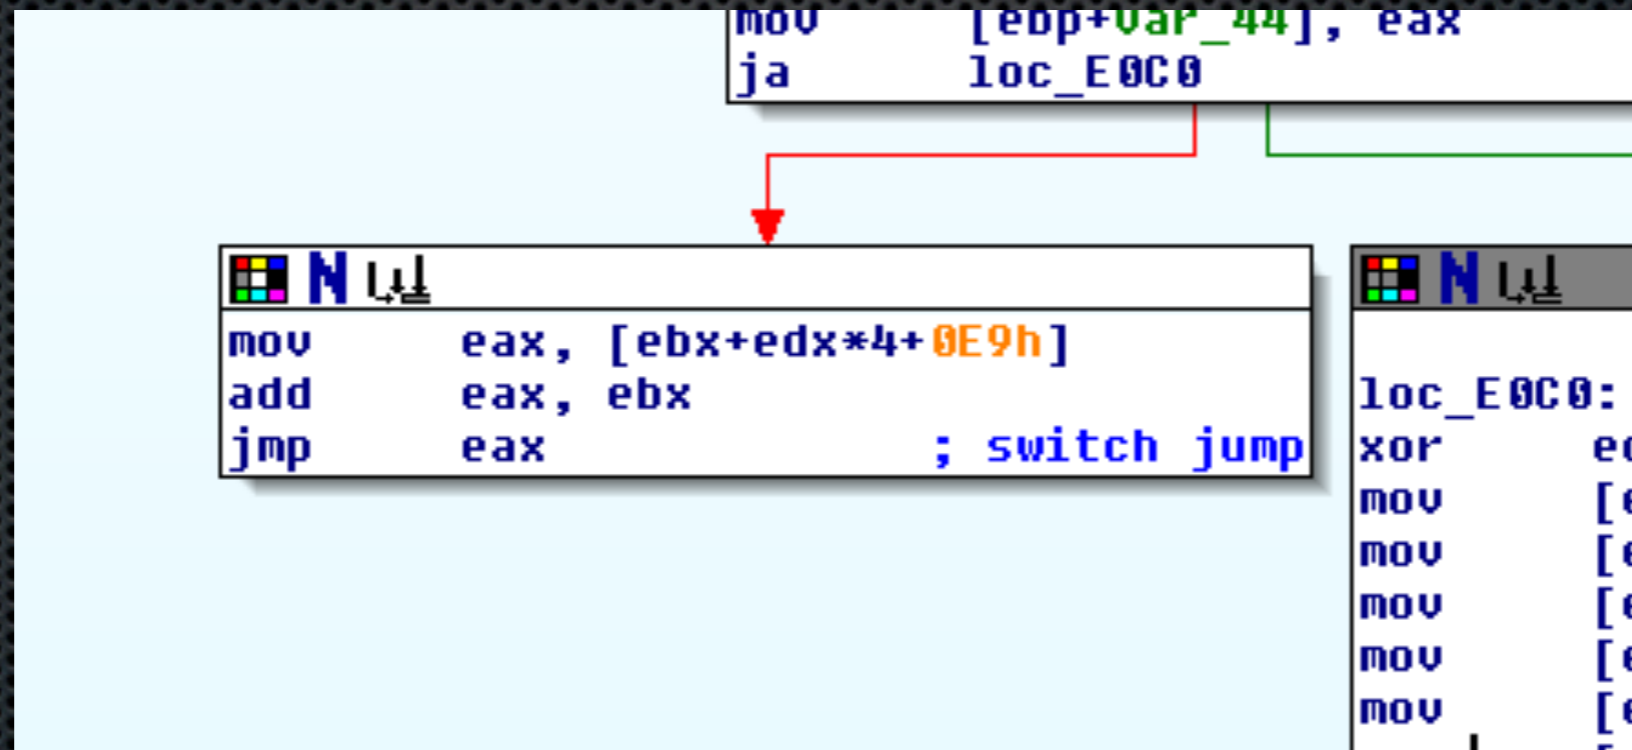 mov [ebp+var_44], eax
ja loc_E0C0
mov eax, [ebx+edx*4+0E9h]
add eax, ebx
jmp eax ; switch jump
loc_E0C0:
xor
mov [e
mov [e
mov [e
mov [e
mov [e